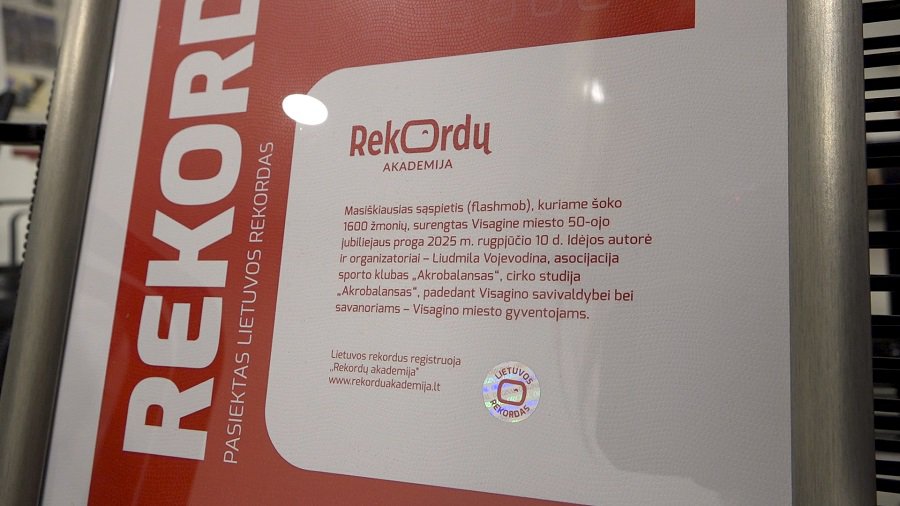 REKORD
PASIEKTAS LIETUVOS REKORDAS
RekOrdų
AKADEMIJA
Masiškiausias sąspietis (flashmob), kuriame šoko
1600 žmonių, surengtas Visagine miesto 50-ojo
jubiliejaus proga 2025 m. rugpjūčio 10 d. Idėjos autorė
ir organizatoriai – Liudmila Vojevodina, asociacija
sporto klubas „Akrobalansas“, cirko studija
„Akrobalansas“, padedant Visagino savivaldybei bei
savanoriams – Visagino miesto gyventojams.
Lietuvos rekordus registruoja
„Rekordų akademija“
www.rekorduakademija.lt
LIETUVOS
REKORDAS